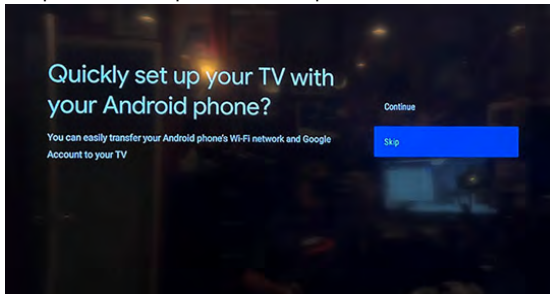 Quickly set up your TV with
your Android phone?
You can easily transfer your Android phone's Wi-Fi network and Google
Account to your TV
Continue
Skip